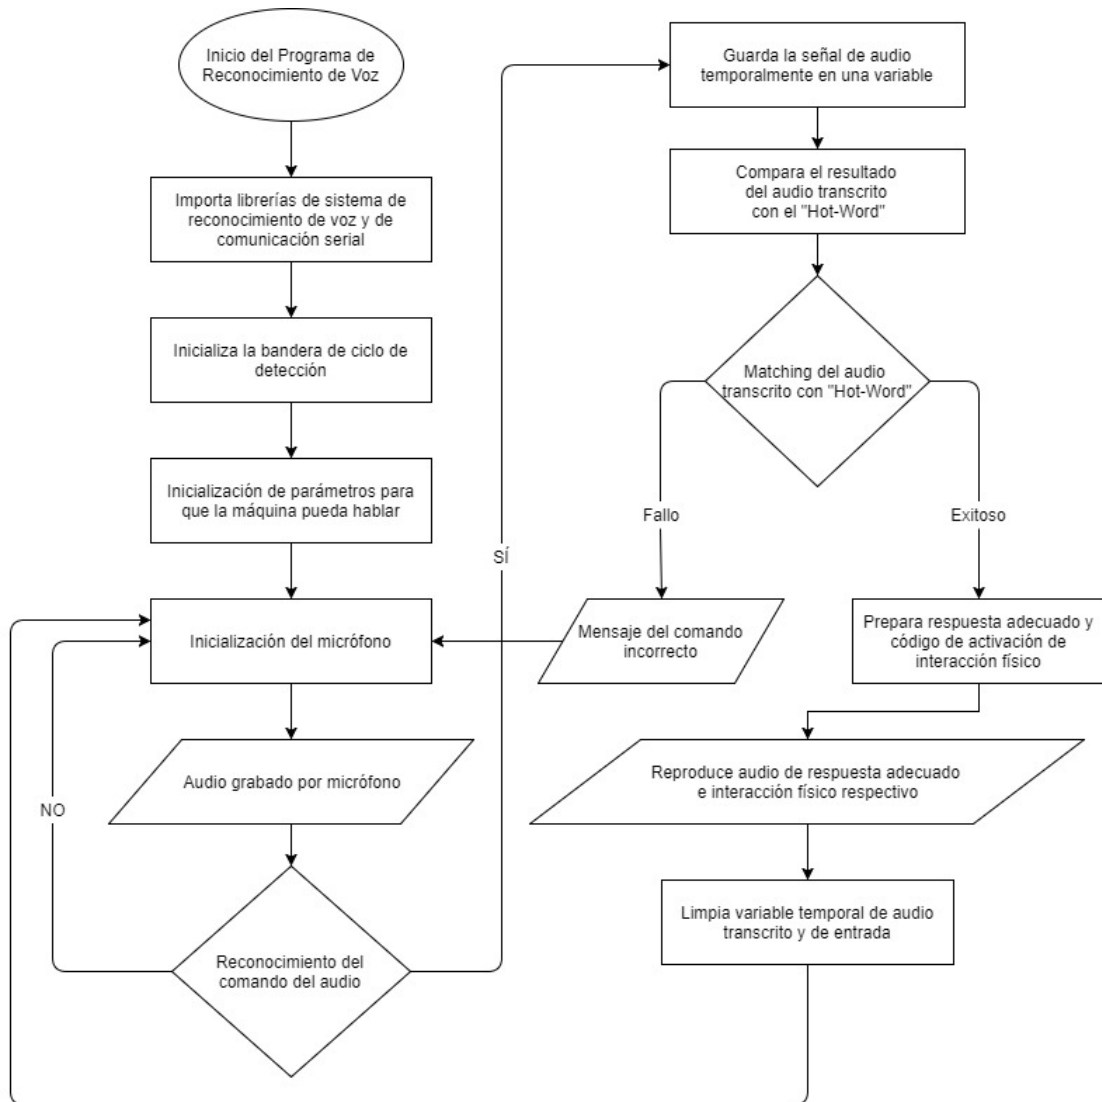 Inicio del Programa de
Reconocimiento de Voz
Importa librerías de sistema de
reconocimiento de voz y de
comunicación serial
Inicializa la bandera de ciclo de
detección
Inicialización de parámetros para
que la máquina pueda hablar
Inicialización del micrófono
Audio grabado por micrófono
NO
Reconocimiento del
comando del audio
SÍ
Guarda la señal de audio
temporalmente en una variable
Compara el resultado
del audio transcrito
con el "Hot-Word"
Matching del audio
transcrito con "Hot-Word"
Fallo
Exitoso
Mensaje del comando
incorrecto
Prepara respuesta adecuado y
código de activación de
interacción físico
Reproduce audio de respuesta adecuado
e interacción físico respectivo
Limpia variable temporal de audio
transcrito y de entrada